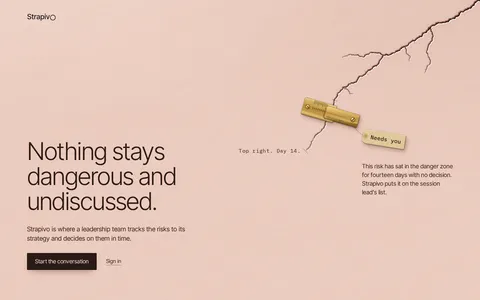 Strapivo
Needs you
Top right. Day 14.
This risk has sat in the danger zone
for fourteen days with no decision.
Strapivo puts it on the session
lead's list.
Nothing stays
dangerous and
undiscussed.
Strapivo is where a leadership team tracks the risks to its
strategy and decides on them in time.
Start the conversation
Sign in